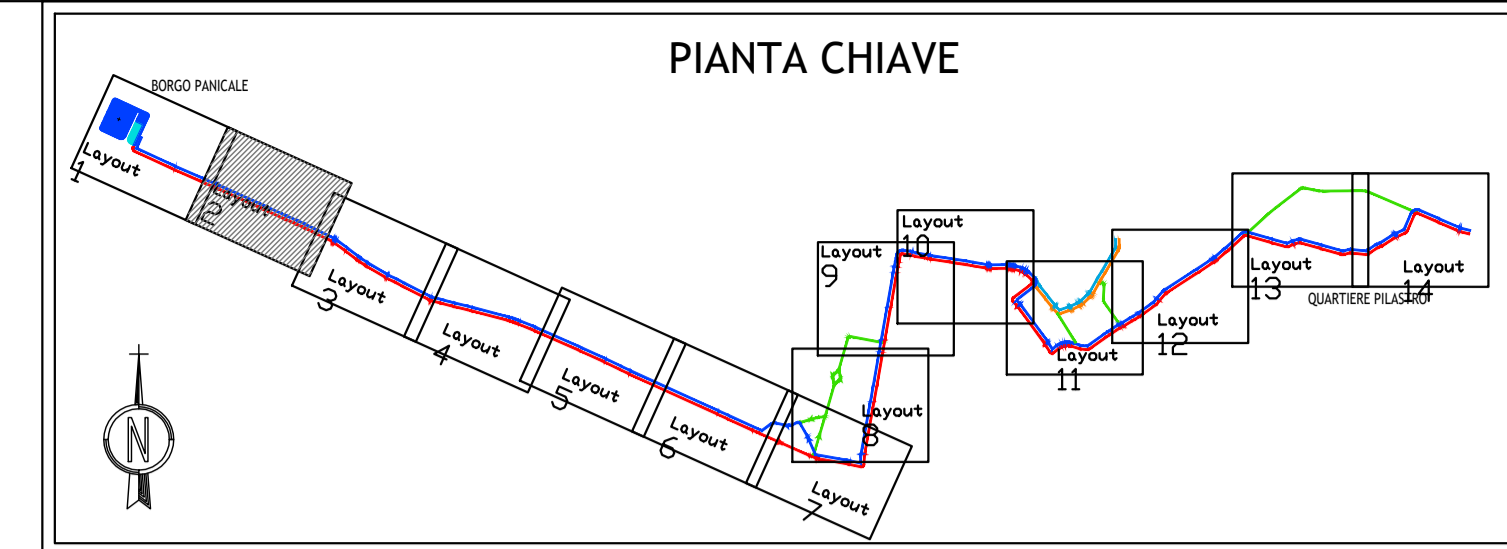 PIANTA CHIAVE
BORGO PANICALE
Layout
1
Layout
2
Layout
3
Layout
4
Layout
5
Layout
6
Layout
7
Layout
8
Layout
9
Layout
10
Layout
11
Layout
12
Layout
13
Layout
14
QUARTIERE PILASTRO
N